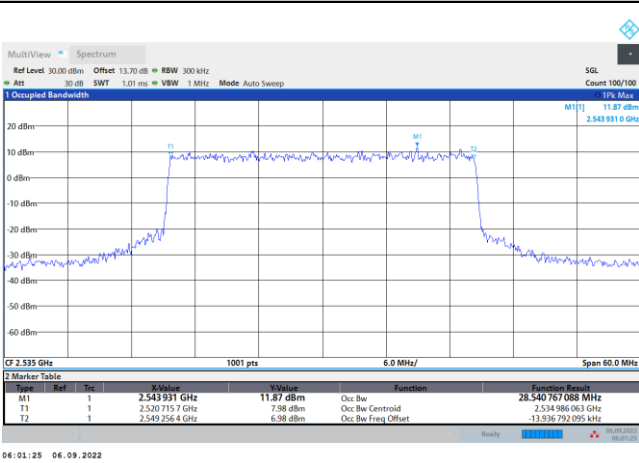 MultiView Spectrum
Ref Level 30.00 dBm Offset 13.70 dB RBW 300 kHz SGL
Att 30 dB SWT 1.01 ms VBW 1 MHz Mode Auto Sweep Count 100/100
1 Occupied Bandwidth 1Pk Max
M1[1] 11.87 dBm
2.543 931 0 GHz
M1
T1
T2
20 dBm
10 dBm
0 dBm
-10 dBm
-20 dBm
-30 dBm
-40 dBm
-50 dBm
-60 dBm
CF 2.535 GHz 1001 pts 6.0 MHz/ Span 60.0 MHz
2 Marker Table
Type Ref Trc X-Value Y-Value Function Function Result
M1 1 2.543 931 GHz 11.87 dBm Occ Bw 28.540 767 088 MHz
T1 1 2.520 715 7 GHz 7.98 dBm Occ Bw Centroid 2.534 986 063 GHz
T2 1 2.549 256 4 GHz 6.98 dBm Occ Bw Freq Offset -13.936 792 095 kHz
Ready 06.09.2022
06:01:25
06:01:25 06.09.2022